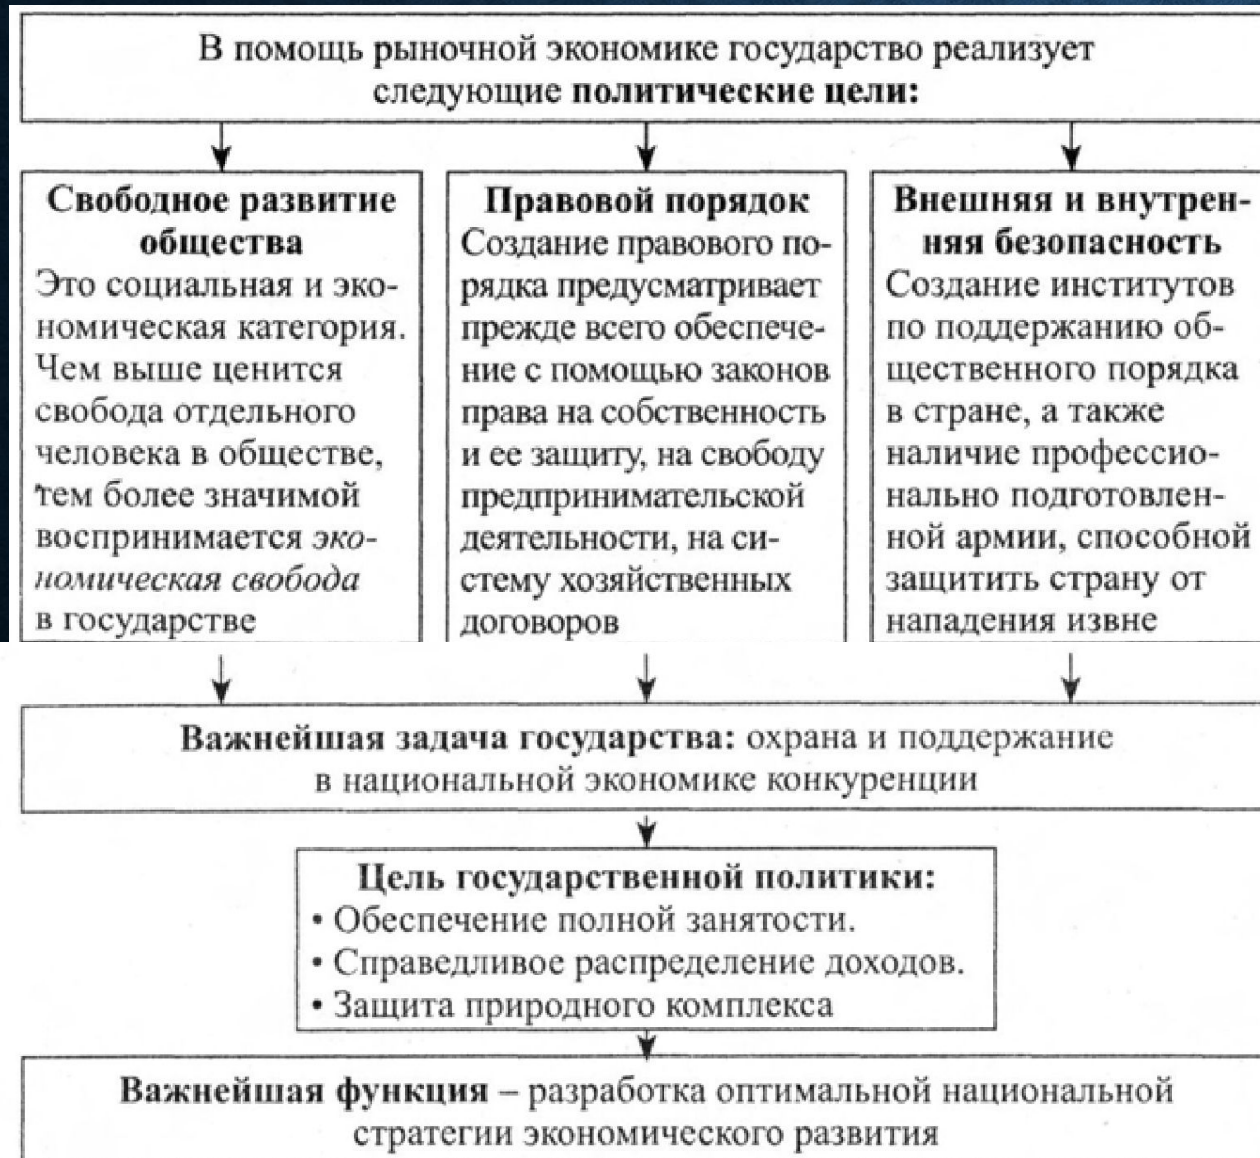 В помощь рыночной экономике государство реализует
следующие политические цели:
Свободное развитие
общества
Это социальная и эко-
номическая категория.
Чем выше ценится
свобода отдельного
человека в обществе,
тем более значимой
воспринимается эко-
номическая свобода
в государстве
Правовой порядок
Создание правового по-
рядка предусматривает
прежде всего обеспече-
ние с помощью законов
права на собственность
и ее защиту, на свободу
предпринимательской
деятельности, на си-
стему хозяйственных
договоров
Внешняя и внутрен-
няя безопасность
Создание институтов
по поддержанию об-
щественного порядка
в стране, а также
наличие профессио-
нально подготовлен-
ной армии, способной
защитить страну от
нападения извне
Важнейшая задача государства: охрана и поддержание
в национальной экономике конкуренции
Цель государственной политики:
• Обеспечение полной занятости.
• Справедливое распределение доходов.
• Защита природного комплекса
Важнейшая функция – разработка оптимальной национальной
стратегии экономического развития